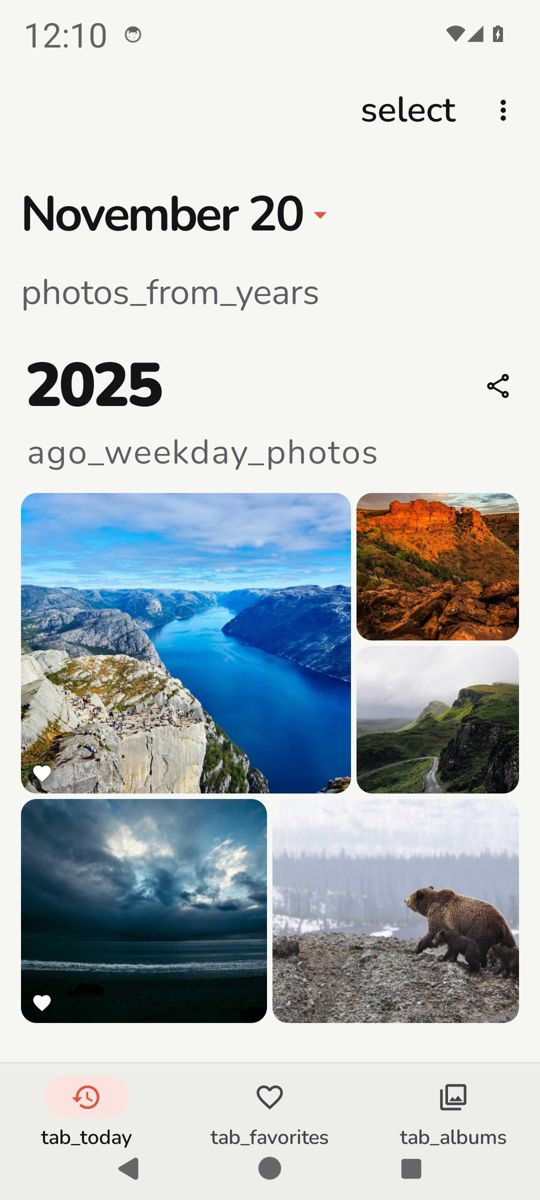 12:10
select
November 20
photos_from_years
2025
ago_weekday_photos
tab_today
tab_favorites
tab_albums